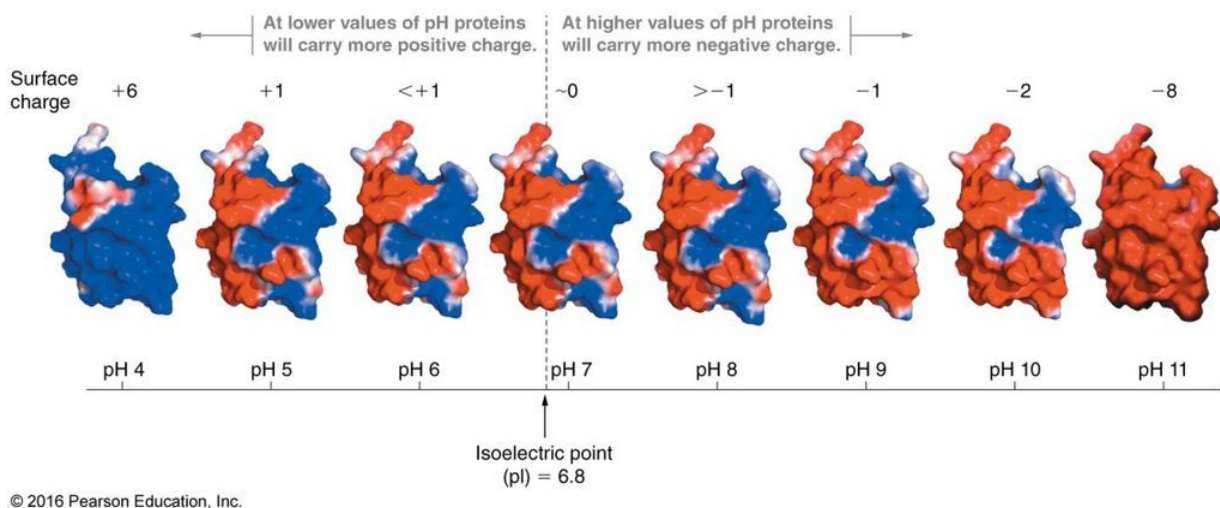 At lower values of pH proteins
will carry more positive charge.
At higher values of pH proteins
will carry more negative charge.
Surface
charge
+6
+1
<+1
~0
>−1
−1
−2
−8
pH 4
pH 5
pH 6
pH 7
pH 8
pH 9
pH 10
pH 11
Isoelectric point
(pI) = 6.8
© 2016 Pearson Education, Inc.